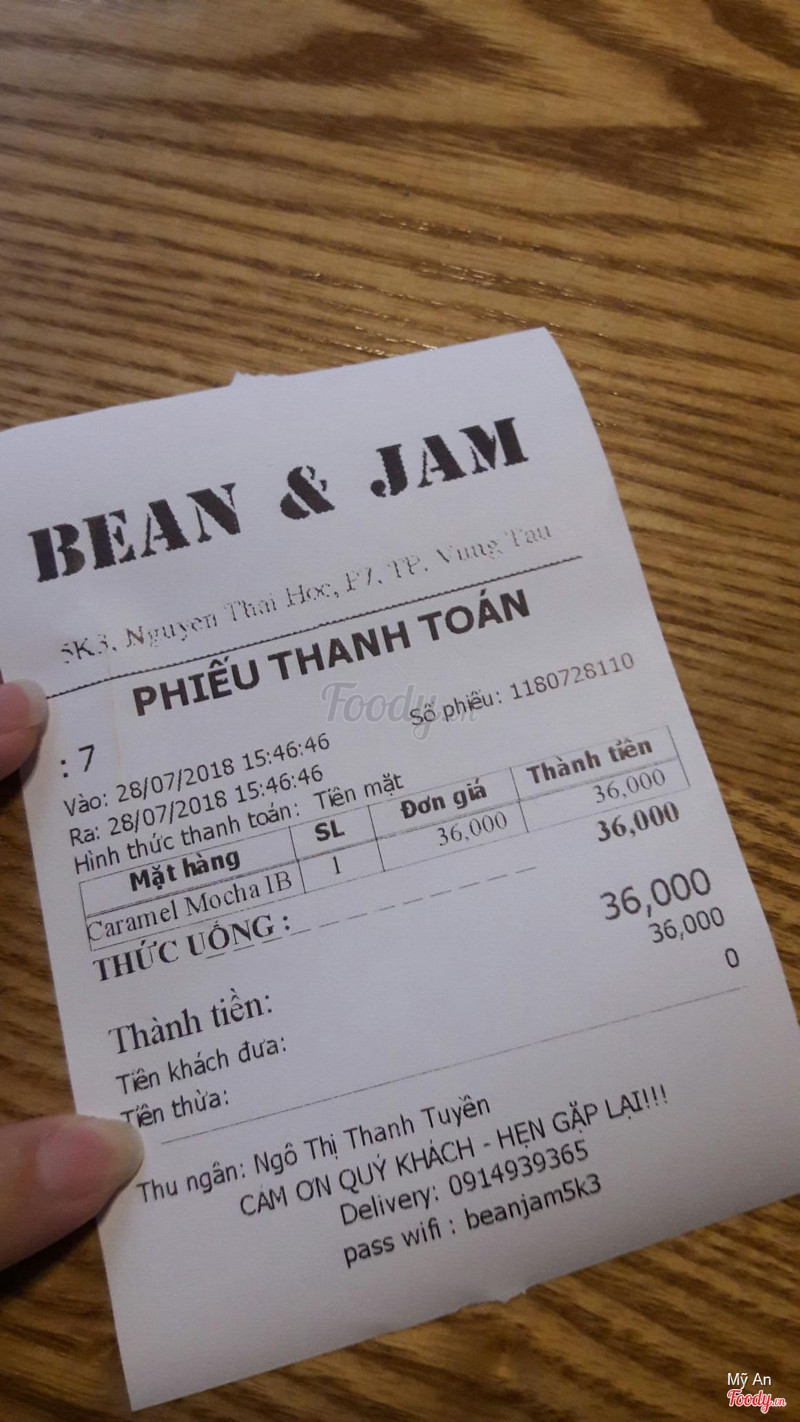 BEAN & JAM
5K3, Nguyen Thai Hoc, F7, TP. Vung Tau
PHIẾU THANH TOÁN
: 7
Số phiếu: 1180728110
Vào: 28/07/2018 15:46:46
Ra: 28/07/2018 15:46:46
Hình thức thanh toán: Tiền mặt
Mặt hàng SL Đơn giá Thành tiền
Caramel Mocha IB 1 36,000 36,000
THỨC UỐNG : 36,000
Thành tiền: 36,000
Tiền khách đưa: 36,000
Tiền thừa: 0
Thu ngân: Ngô Thị Thanh Tuyền
CÁM ƠN QUÝ KHÁCH - HẸN GẶP LẠI!!!
Delivery: 0914939365
pass wifi : beanjam5k3
Foody.vn
Mỹ An
Foody.vn